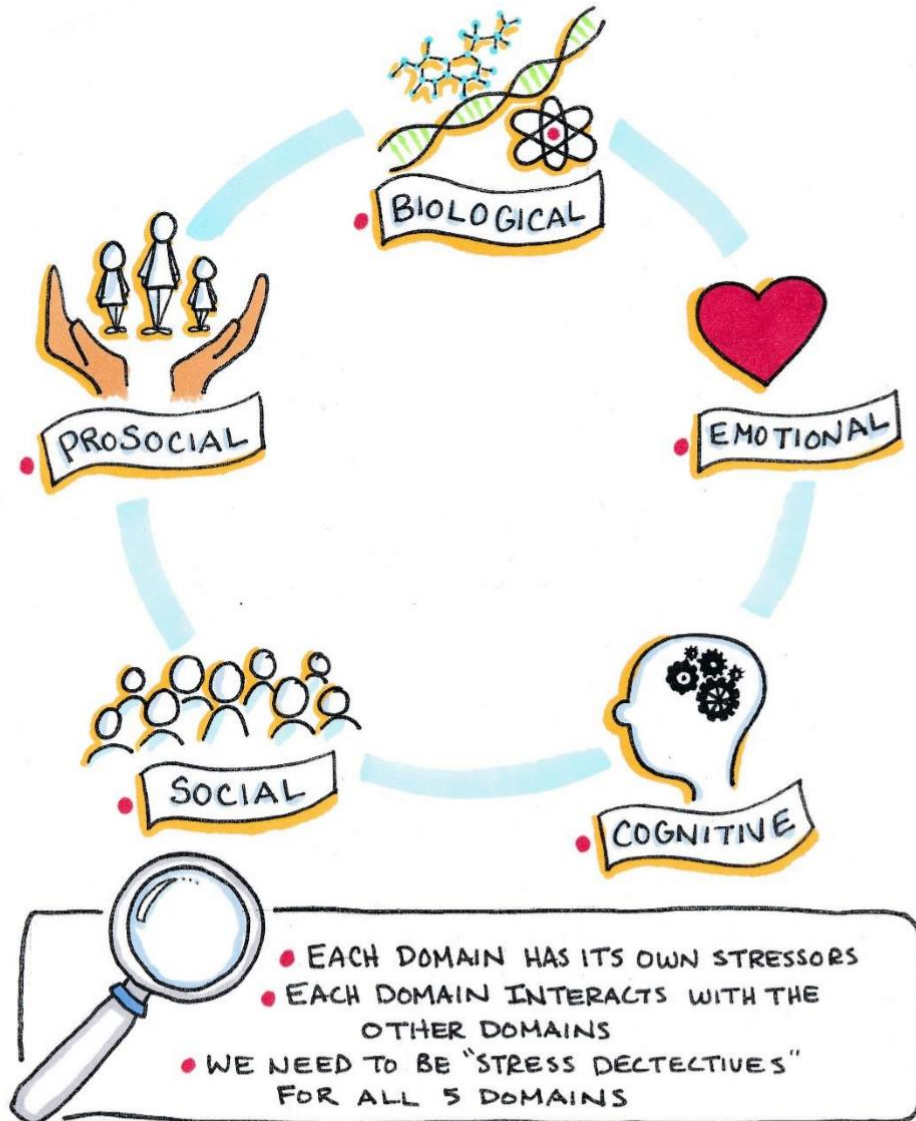 BIOLOGICAL
EMOTIONAL
PROSOCIAL
SOCIAL
COGNITIVE
• EACH DOMAIN HAS ITS OWN STRESSORS
• EACH DOMAIN INTERACTS WITH THE
OTHER DOMAINS
• WE NEED TO BE "STRESS DECTECTIVES"
FOR ALL 5 DOMAINS